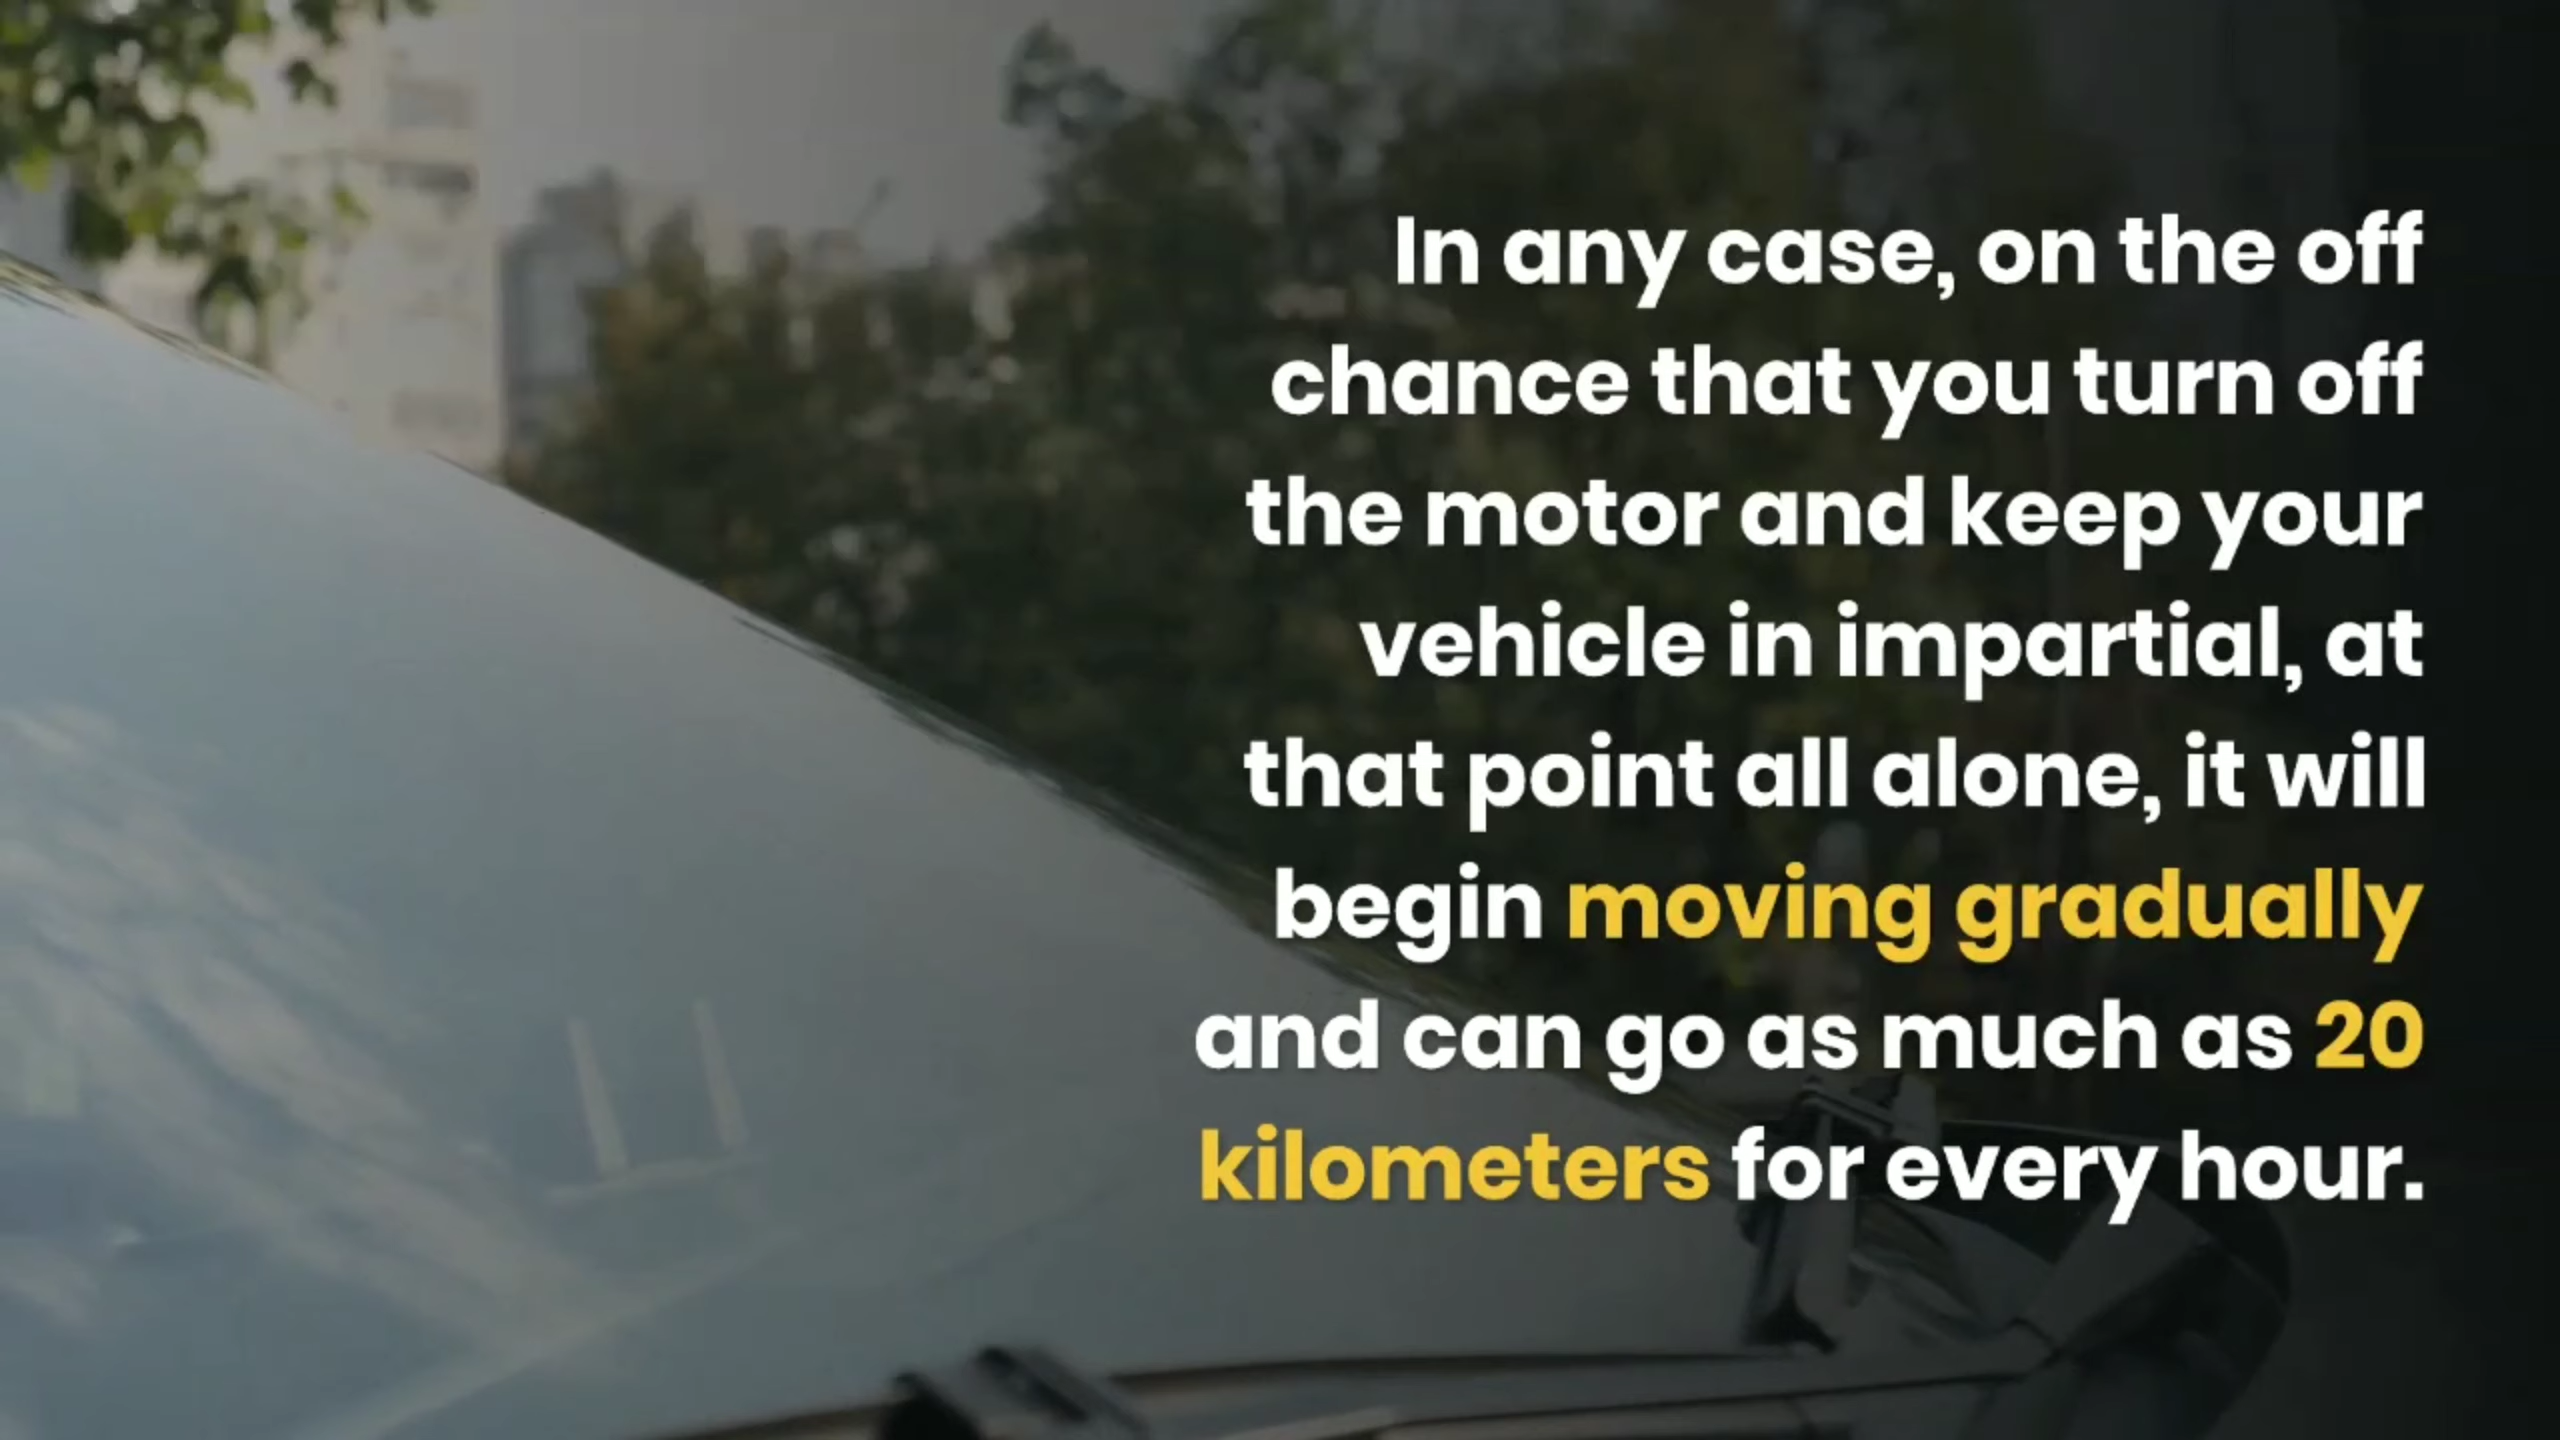 In any case, on the off
chance that you turn off
the motor and keep your
vehicle in impartial, at
that point all alone, it will
begin moving gradually
and can go as much as 20
kilometers for every hour.